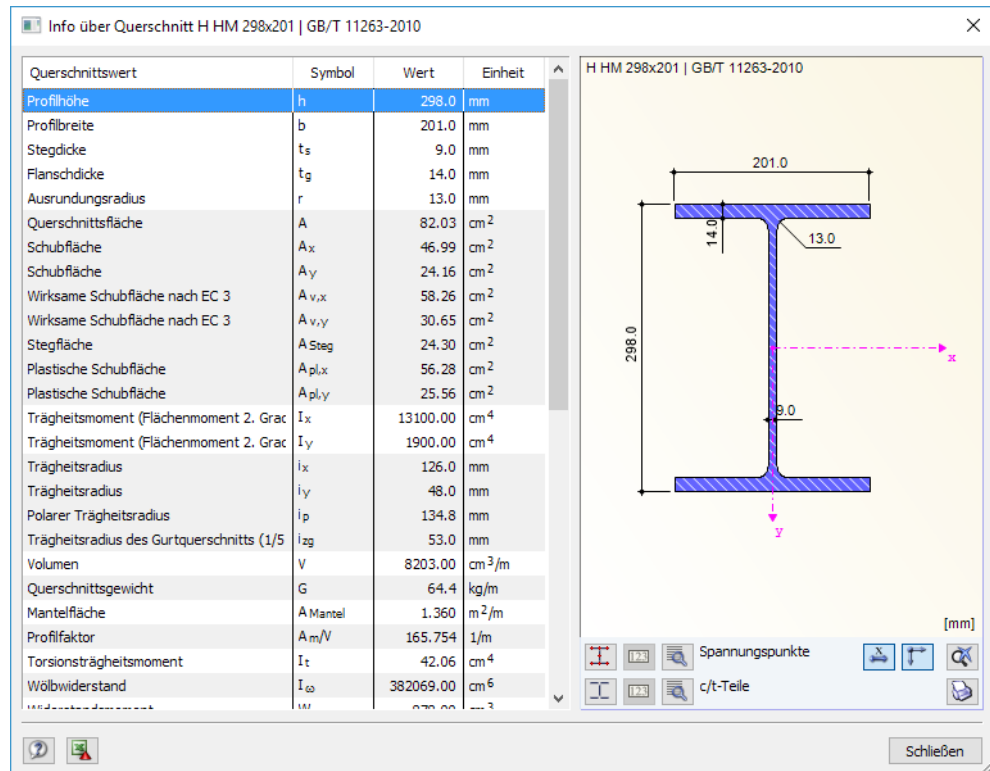 Info über Querschnitt H HM 298x201 | GB/T 11263-2010
Querschnittswert Symbol Wert Einheit
Profilhöhe h 298.0 mm
Profilbreite b 201.0 mm
Stegdicke ts 9.0 mm
Flanschdicke tg 14.0 mm
Ausrundungsradius r 13.0 mm
Querschnittsfläche A 82.03 cm2
Schubfläche Ax 46.99 cm2
Schubfläche Ay 24.16 cm2
Wirksame Schubfläche nach EC 3 Av,x 58.26 cm2
Wirksame Schubfläche nach EC 3 Av,y 30.65 cm2
Stegfläche ASteg 24.30 cm2
Plastische Schubfläche Apl,x 56.28 cm2
Plastische Schubfläche Apl,y 25.56 cm2
Trägheitsmoment (Flächenmoment 2. Grac Ix 13100.00 cm4
Trägheitsmoment (Flächenmoment 2. Grac Iy 1900.00 cm4
Trägheitsradius ix 126.0 mm
Trägheitsradius iy 48.0 mm
Polarer Trägheitsradius ip 134.8 mm
Trägheitsradius des Gurtquerschnitts (1/5 izg 53.0 mm
Volumen V 8203.00 cm3/m
Querschnittsgewicht G 64.4 kg/m
Mantelfläche AMantel 1.360 m2/m
Profilfaktor Am/V 165.754 1/m
Torsionsträgheitsmoment It 42.06 cm4
Wölbwiderstand Iω 382069.00 cm6
H HM 298x201 | GB/T 11263-2010
201.0
14.0
13.0
298.0
x
9.0
y
[mm]
Spannungspunkte
c/t-Teile
Schließen